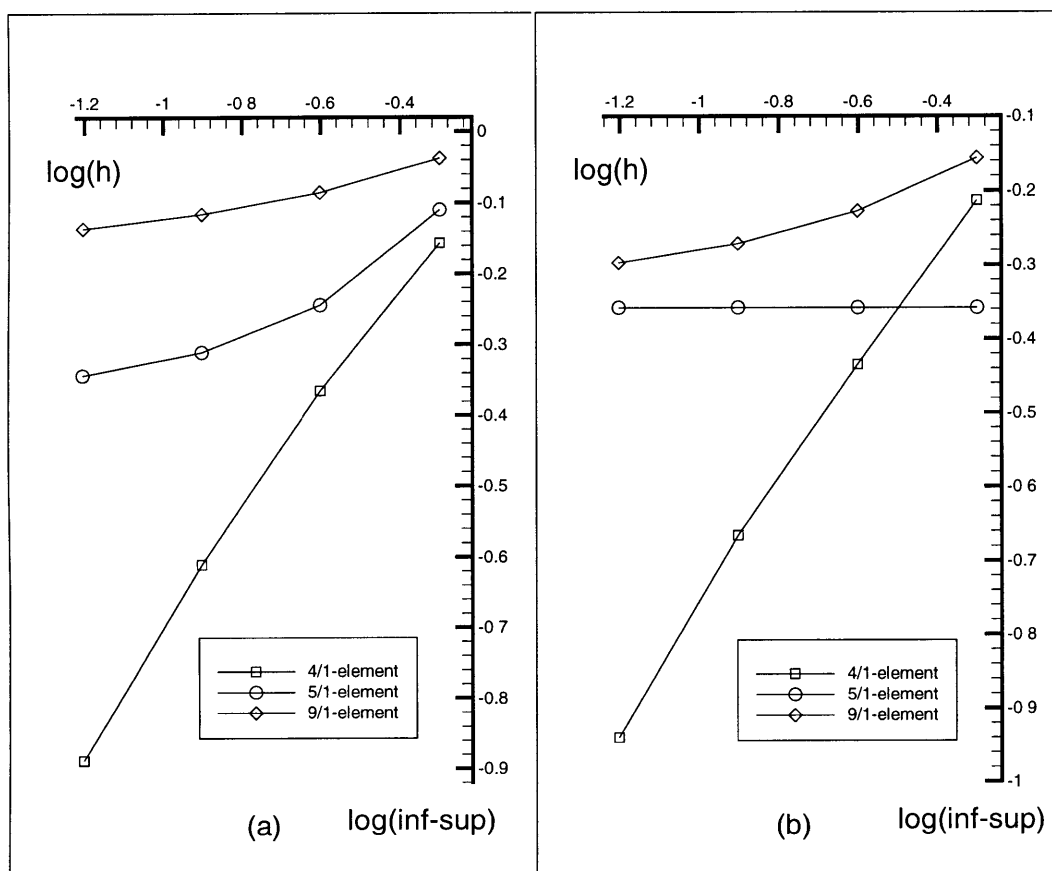 -1.2 -1 -0.8 -0.6 -0.4
log(h)
0
-0.1
-0.2
-0.3
-0.4
-0.5
-0.6
-0.7
-0.8
-0.9
4/1-element
5/1-element
9/1-element
(a)
log(inf-sup)
-1.2 -1 -0.8 -0.6 -0.4
log(h)
-0.1
-0.2
-0.3
-0.4
-0.5
-0.6
-0.7
-0.8
-0.9
-1
4/1-element
5/1-element
9/1-element
(b)
log(inf-sup)